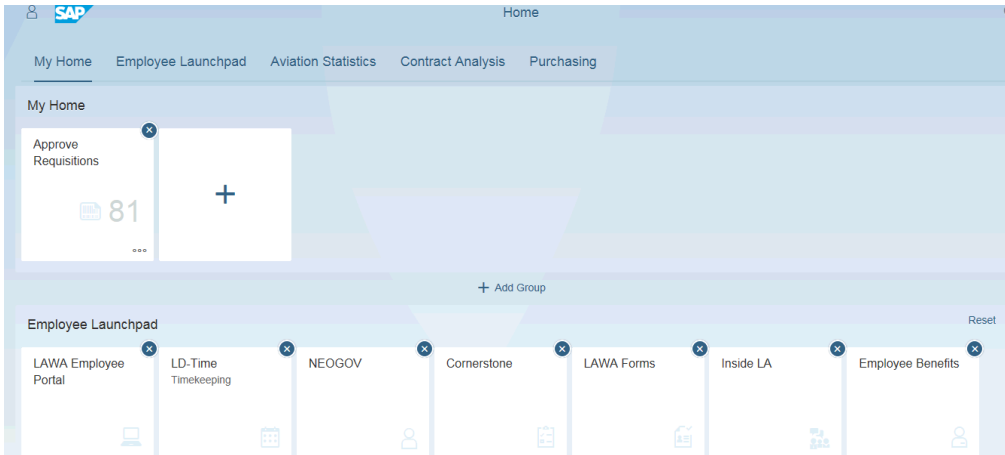 SAP
Home
My Home Employee Launchpad Aviation Statistics Contract Analysis Purchasing
My Home
Approve
Requisitions
81
+ Add Group
Employee Launchpad
Reset
LAWA Employee
Portal
LD-Time
Timekeeping
NEOGOV
Cornerstone
LAWA Forms
Inside LA
Employee Benefits